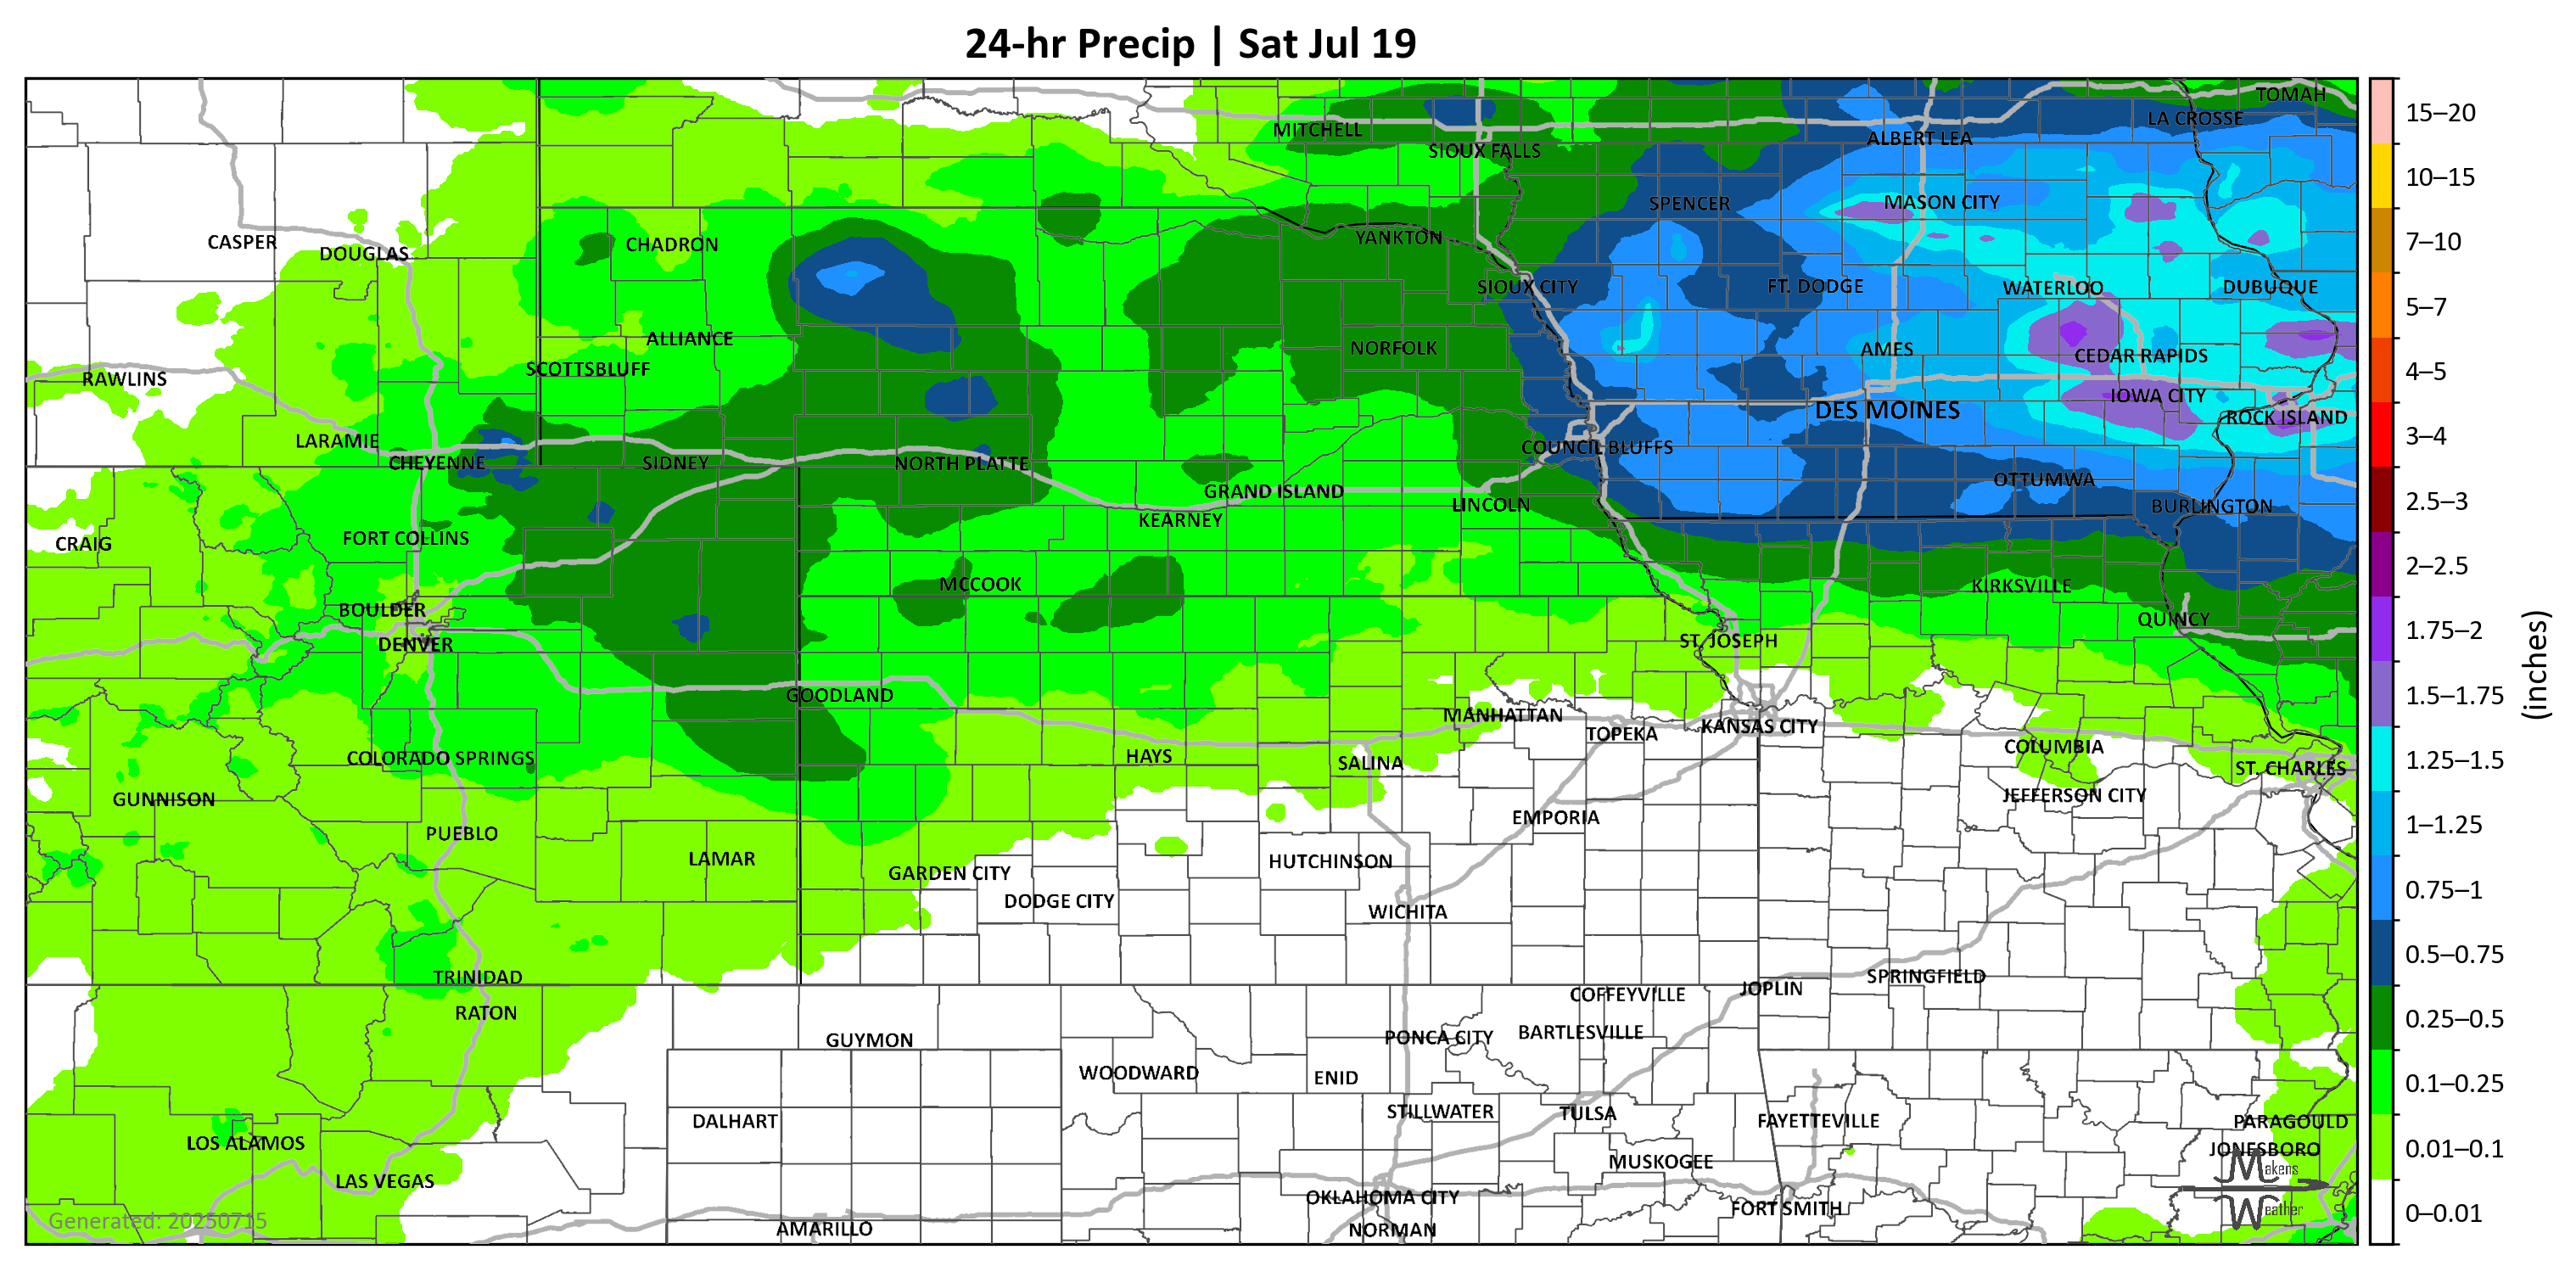 24-hr Precip | Sat Jul 19
TOMAH
LA CROSSE
MITCHELL
ALBERT LEA
SIOUX FALLS
SPENCER
MASON CITY
CASPER
DOUGLAS
CHADRON
YANKTON
SIOUX CITY
FT. DODGE
WATERLOO
DUBUQUE
ALLIANCE
NORFOLK
AMES
CEDAR RAPIDS
SCOTTSBLUFF
RAWLINS
IOWA CITY
DES MOINES
ROCK ISLAND
LARAMIE
COUNCIL BLUFFS
CHEYENNE
SIDNEY
NORTH PLATTE
OTTUMWA
GRAND ISLAND
LINCOLN
BURLINGTON
KEARNEY
CRAIG
FORT COLLINS
MCCOOK
KIRKSVILLE
BOULDER
QUINCY
DENVER
ST. JOSEPH
GOODLAND
MANHATTAN
KANSAS CITY
TOPEKA
COLUMBIA
COLORADO SPRINGS
HAYS
SALINA
ST. CHARLES
GUNNISON
JEFFERSON CITY
EMPORIA
PUEBLO
LAMAR
HUTCHINSON
GARDEN CITY
DODGE CITY
WICHITA
TRINIDAD
SPRINGFIELD
JOPLIN
COFFEYVILLE
RATON
BARTLESVILLE
PONCA CITY
GUYMON
WOODWARD
ENID
STILLWATER
TULSA
DALHART
FAYETTEVILLE
PARAGOULD
LOS ALAMOS
JONESBORO
MUSKOGEE
LAS VEGAS
OKLAHOMA CITY
FORT SMITH
AMARILLO
NORMAN
Generated: 20250715
Makens
Weather
15–20
10–15
7–10
5–7
4–5
3–4
2.5–3
2–2.5
1.75–2
1.5–1.75
1.25–1.5
1–1.25
0.75–1
0.5–0.75
0.25–0.5
0.1–0.25
0.01–0.1
0–0.01
(inches)